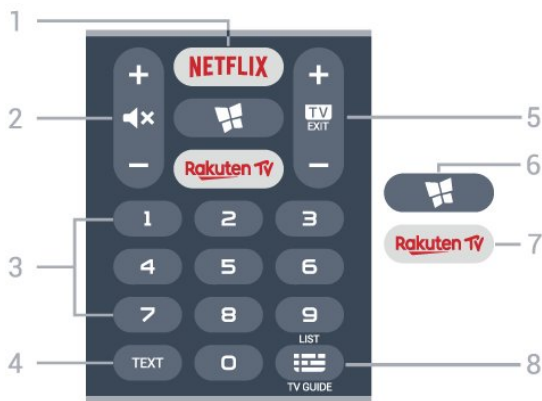 1
+ NETFLIX +
2 TV 5
EXIT
6
− Rakuten TV −
1 2 3
Rakuten TV 7
3 4 5 6
7 8 9
LIST
4 TEXT 0 8
TV GUIDE